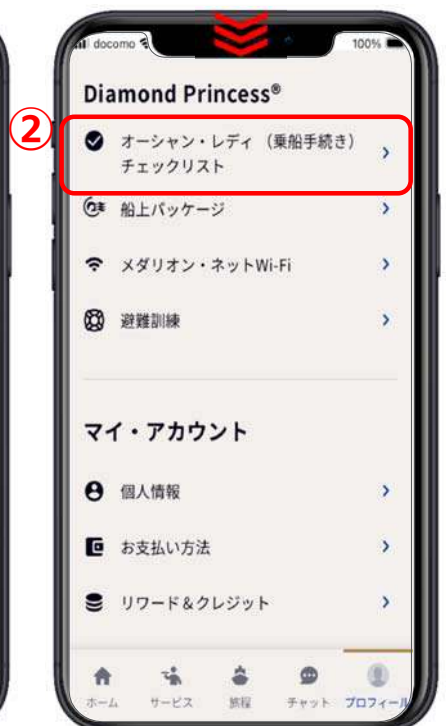 docomo 100%
Diamond Princess®
②
オーシャン・レディ （乗船手続き）
チェックリスト
船上パッケージ
メダリオン・ネットWi-Fi
避難訓練
マイ・アカウント
個人情報
お支払い方法
リワード＆クレジット
ホーム サービス 旅程 チャット プロフィール